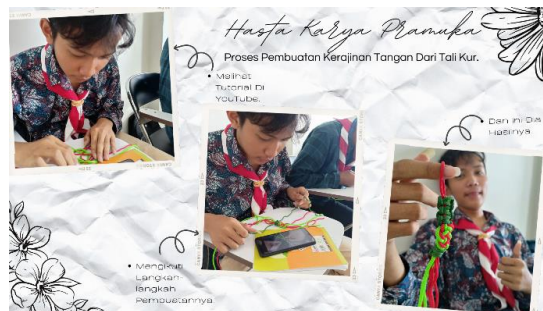 Hasta Karya Pramuka
Proses Pembuatan Kerajinan Tangan Dari Tali Kur.
• Melihat
Tutorial Di
YouTube.
• Dan Ini Dia
Hasilnya
• Mengikuti
Langkah-
langkah
Pembuatannya